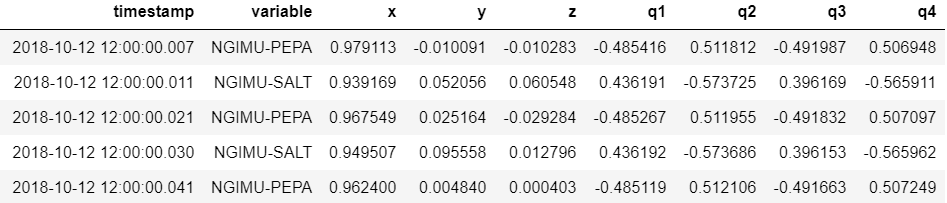 timestamp variable x y z q1 q2 q3 q4
2018-10-12 12:00:00.007 NGIMU-PEPA 0.979113 -0.010091 -0.010283 -0.485416 0.511812 -0.491987 0.506948
2018-10-12 12:00:00.011 NGIMU-SALT 0.939169 0.052056 0.060548 0.436191 -0.573725 0.396169 -0.565911
2018-10-12 12:00:00.021 NGIMU-PEPA 0.967549 0.025164 -0.029284 -0.485267 0.511955 -0.491832 0.507097
2018-10-12 12:00:00.030 NGIMU-SALT 0.949507 0.095558 0.012796 0.436192 -0.573686 0.396153 -0.565962
2018-10-12 12:00:00.041 NGIMU-PEPA 0.962400 0.004840 0.000403 -0.485119 0.512106 -0.491663 0.507249